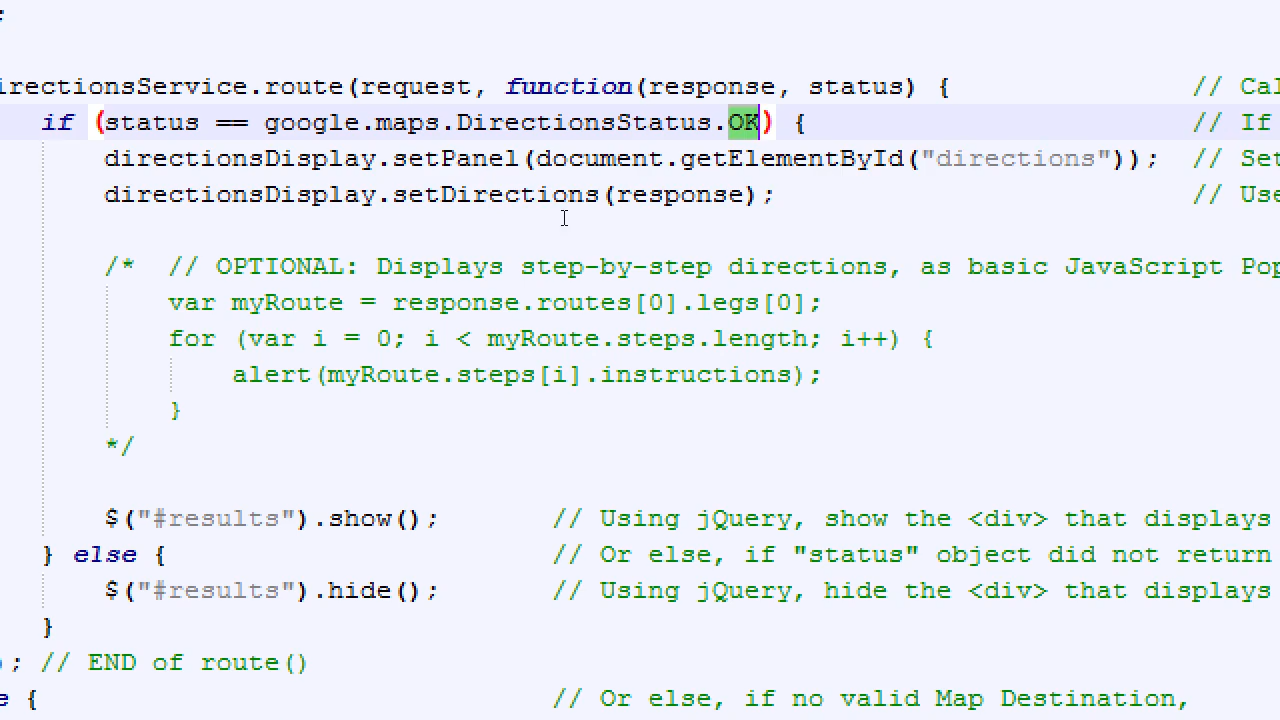 irectionsService.route(request, function(response, status) { // Cal
if (status == google.maps.DirectionsStatus.OK) { // If
directionsDisplay.setPanel(document.getElementById("directions")); // Set
directionsDisplay.setDirections(response); // Use
/* // OPTIONAL: Displays step-by-step directions, as basic JavaScript Pop
var myRoute = response.routes[0].legs[0];
for (var i = 0; i < myRoute.steps.length; i++) {
alert(myRoute.steps[i].instructions);
}
*/
$("#results").show(); // Using jQuery, show the <div> that displays
} else { // Or else, if "status" object did not return
$("#results").hide(); // Using jQuery, hide the <div> that displays
}
; // END of route()
e { // Or else, if no valid Map Destination,